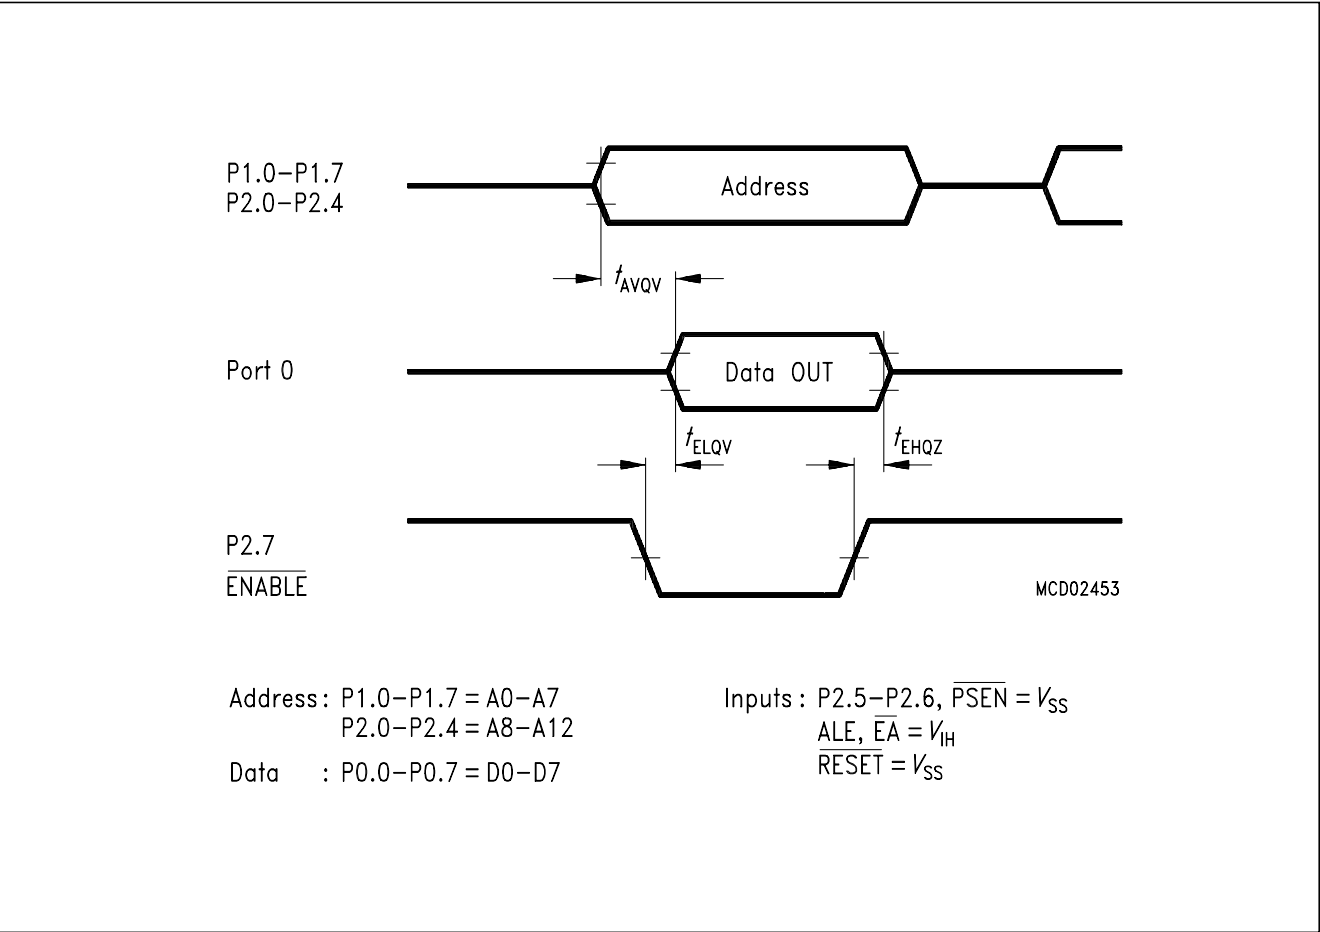 P1.0-P1.7
P2.0-P2.4
Address
tAVQV
Port 0
Data OUT
tELQV
tEHQZ
P2.7
ENABLE
MCD02453
Address: P1.0-P1.7 = A0-A7
P2.0-P2.4 = A8-A12
Data : P0.0-P0.7 = D0-D7
Inputs: P2.5-P2.6, PSEN = VSS
ALE, EA = VIH
RESET = VSS